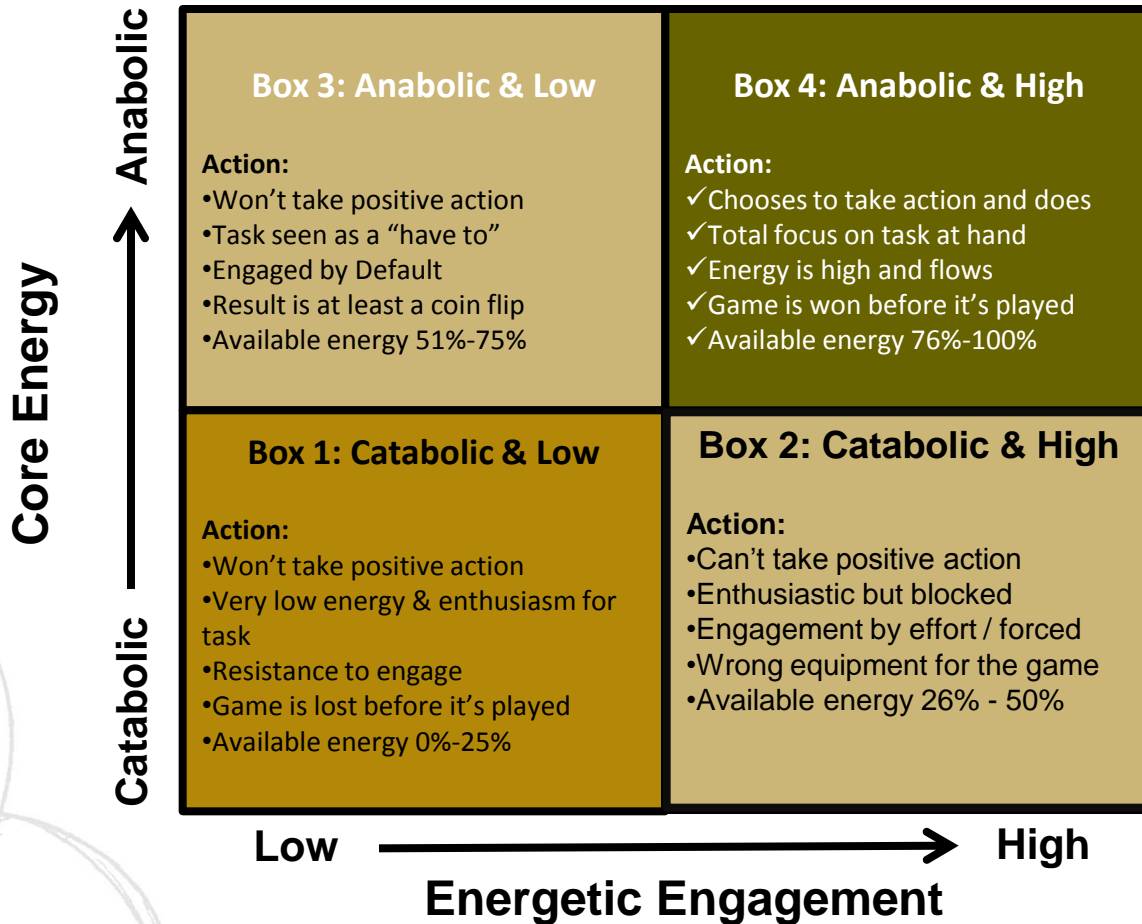 Anabolic
Core Energy
Catabolic
Box 3: Anabolic & Low
Action:
•Won’t take positive action
•Task seen as a “have to”
•Engaged by Default
•Result is at least a coin flip
•Available energy 51%-75%
Box 4: Anabolic & High
Action:
✓Chooses to take action and does
✓Total focus on task at hand
✓Energy is high and flows
✓Game is won before it’s played
✓Available energy 76%-100%
Box 1: Catabolic & Low
Action:
•Won’t take positive action
•Very low energy & enthusiasm for
task
•Resistance to engage
•Game is lost before it’s played
•Available energy 0%-25%
Box 2: Catabolic & High
Action:
•Can’t take positive action
•Enthusiastic but blocked
•Engagement by effort / forced
•Wrong equipment for the game
•Available energy 26% - 50%
Low
High
Energetic Engagement